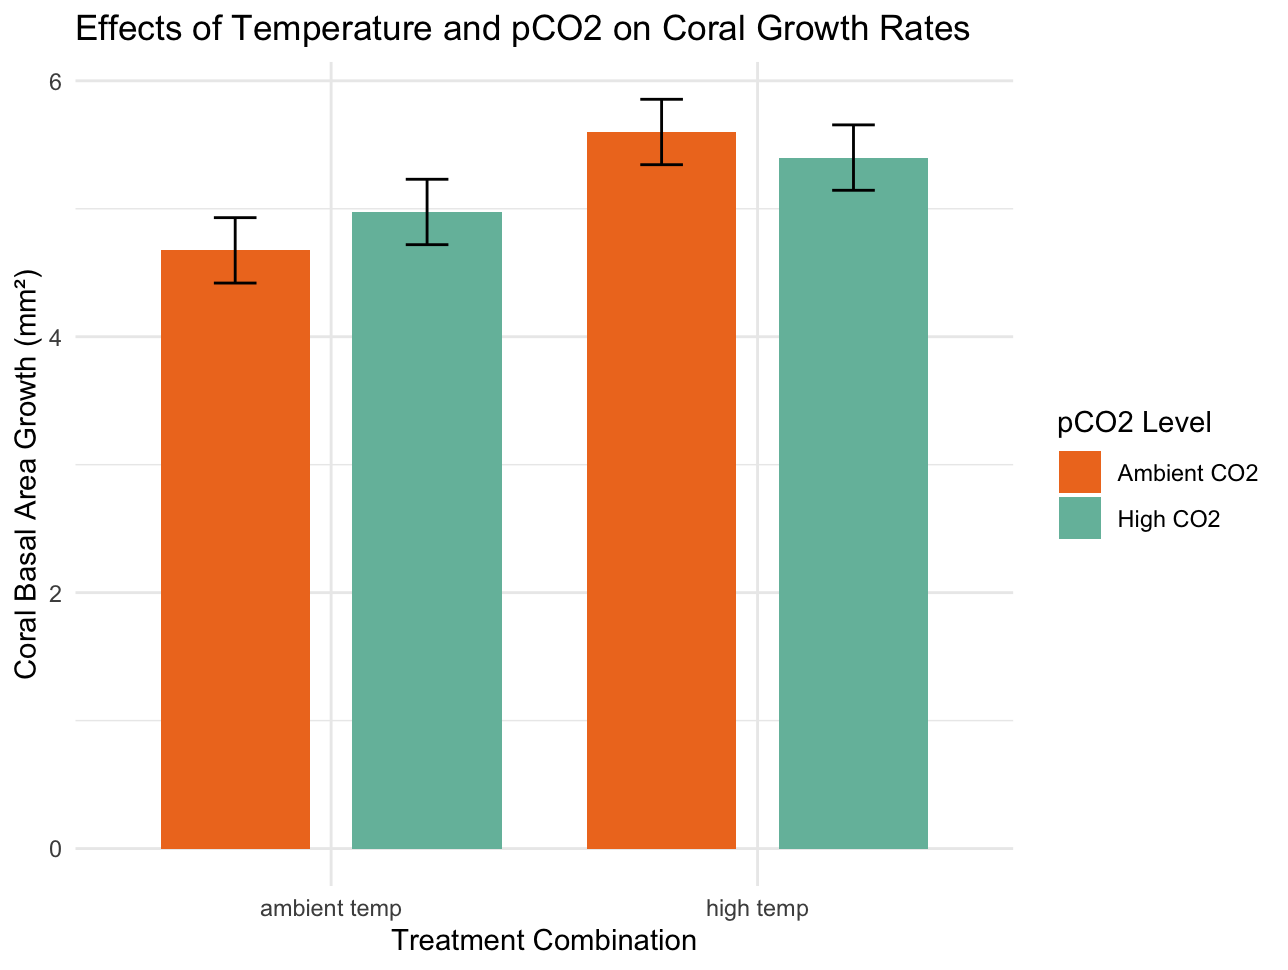 Effects of Temperature and pCO2 on Coral Growth Rates
Coral Basal Area Growth (mm²)
6
4
2
0
ambient temp
high temp
Treatment Combination
pCO2 Level
Ambient CO2
High CO2